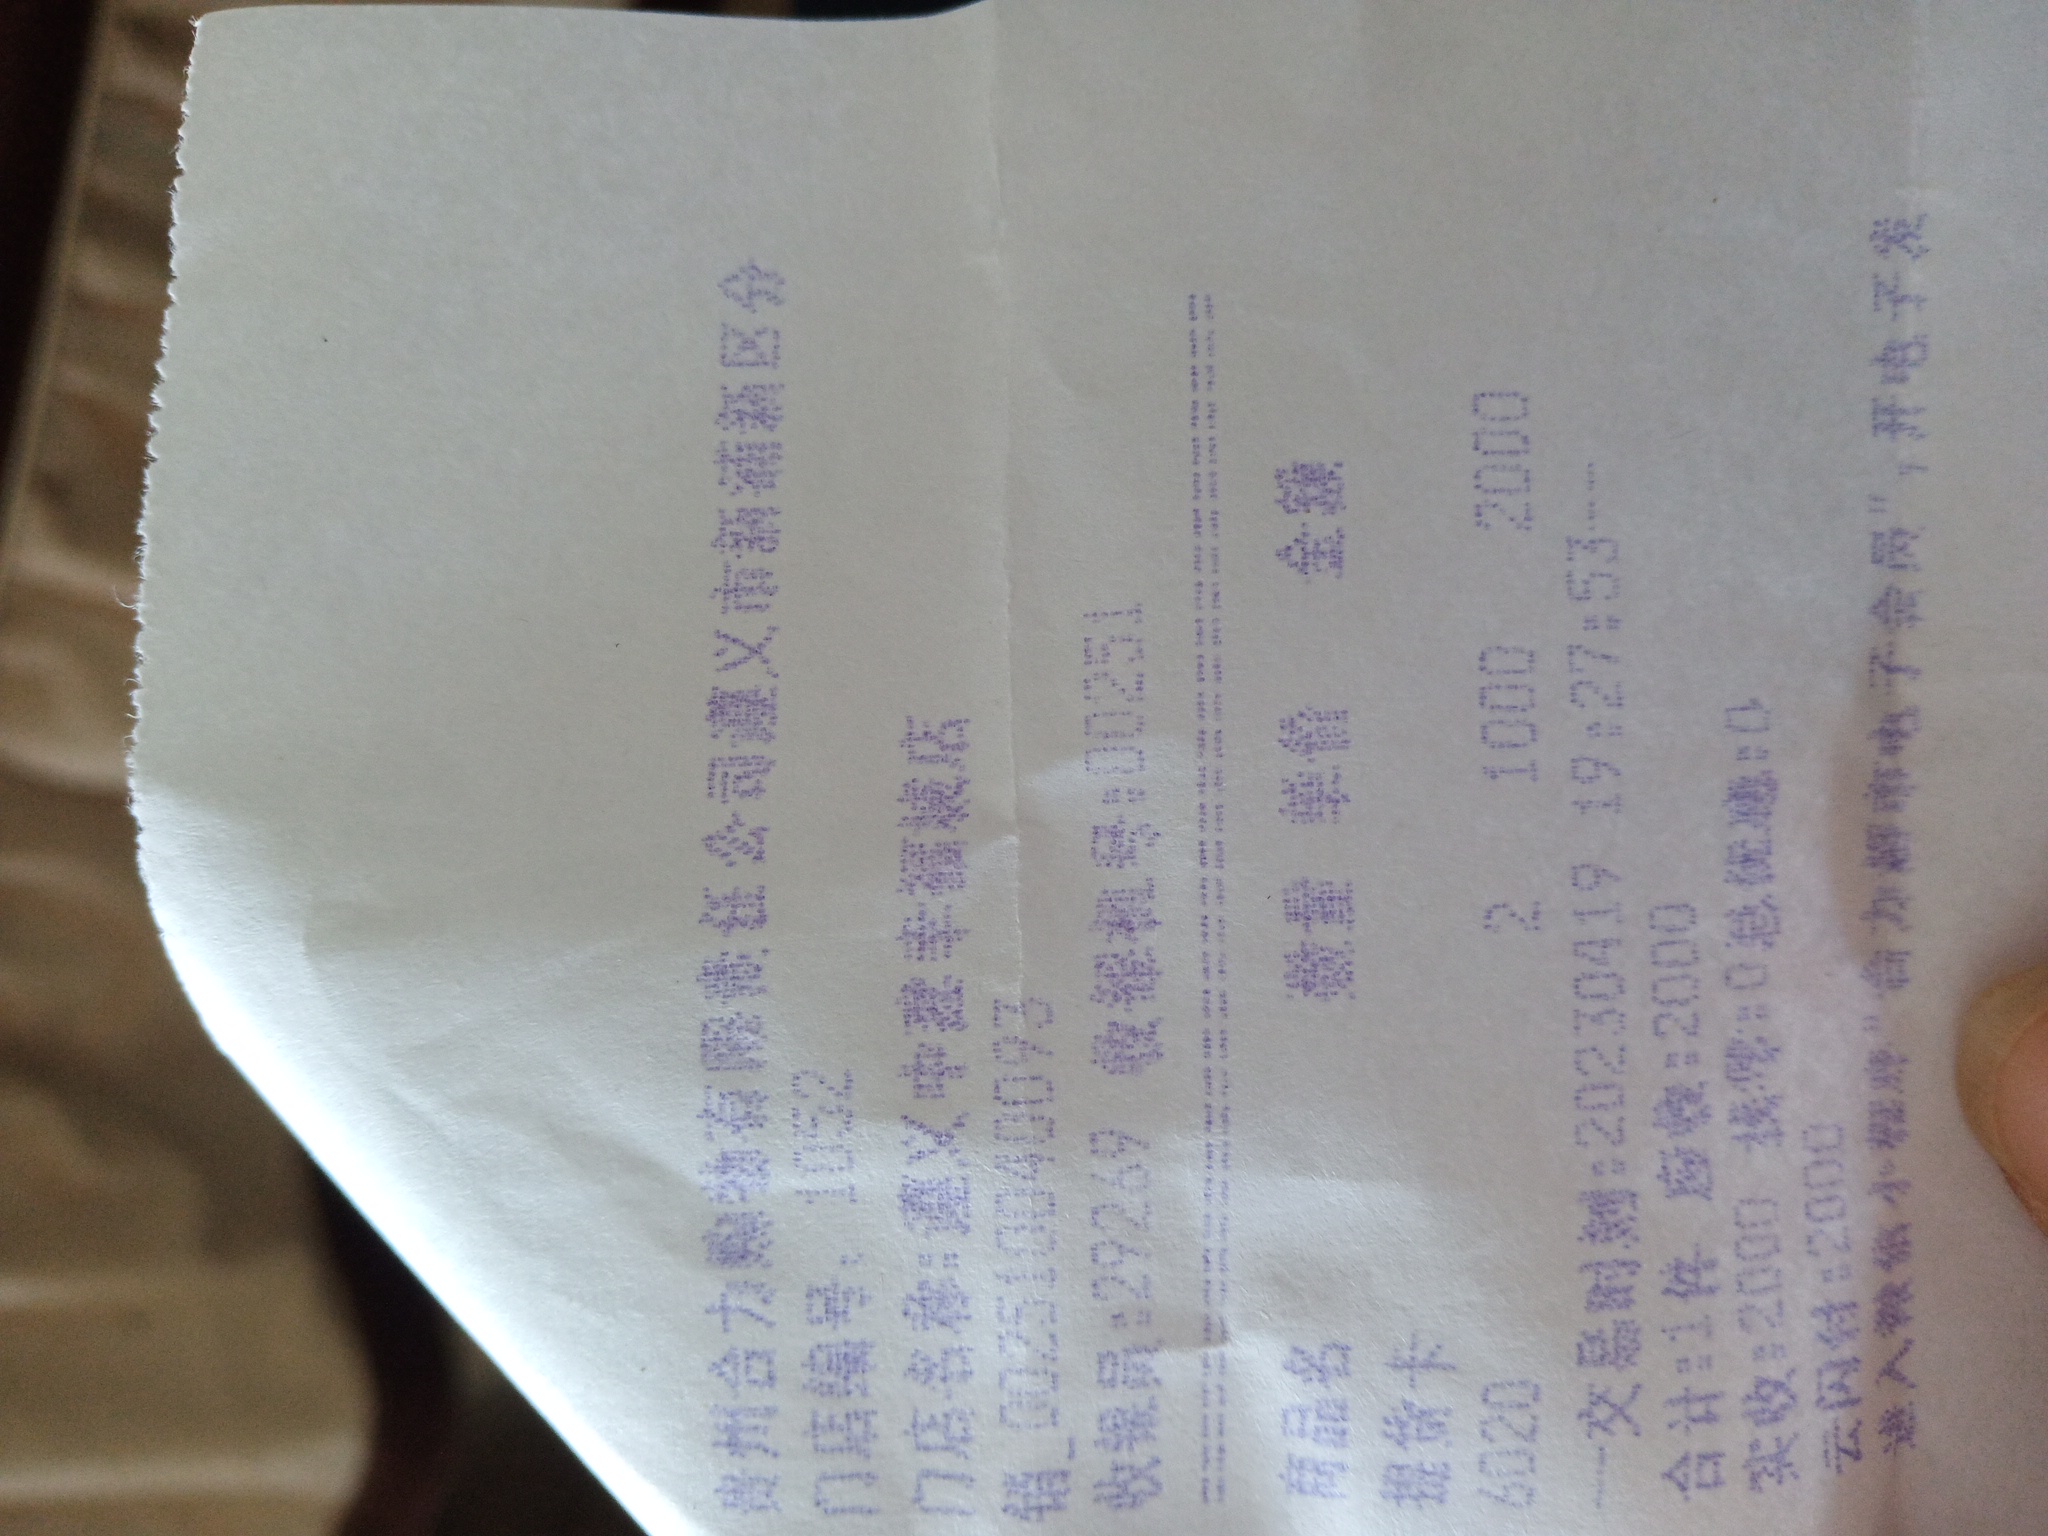 贵州合力购物有限责任公司遵义市新浦新区分
门店编号: 1052
门店名称:遵义中建幸福城店
销_00251004000093
收银员:29269 收银机号:00251
商品名 数量 单价 金额
提货卡
6020 2 1000 2000
----交易时刻:20230419 19:27:53----
合计:1件 应收:2000
实收:2000 找零:0总优惠:0
云闪付:2000
进入微信小程序"合力超市电子会员",开电子发